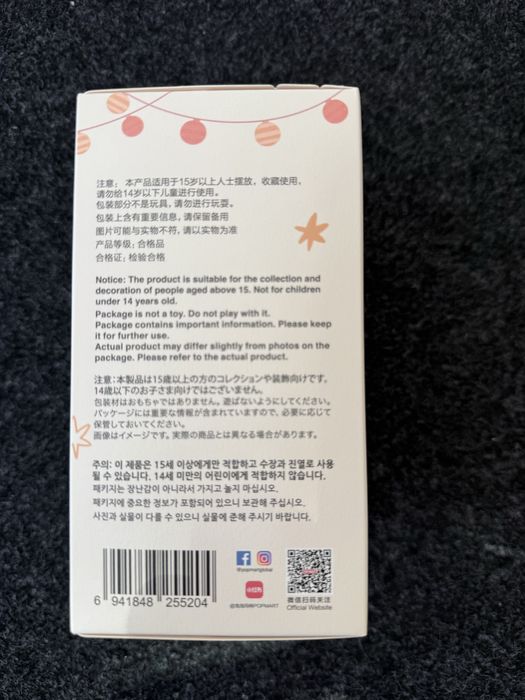 注意： 本产品适用于15岁以上人士摆放，收藏使用，
请勿给14岁以下儿童进行使用。
包装部分不是玩具，请勿进行玩耍。
包装上含有重要信息，请保留备用
图片可能与实物不符，请以实物为准
产品等级：合格品
合格证：检验合格
Notice: The product is suitable for the collection and
decoration of people aged above 15. Not for children
under 14 years old.
Package is not a toy. Do not play with it.
Package contains important information. Please keep
it for further use.
Actual product may differ slightly from photos on the
package. Please refer to the actual product.
注意：本製品は15歳以上の方のコレクションや装飾向けです。
14歳以下のお子さま向けではございません。
包装材はおもちゃではありません。遊ばないようにしてください。
パッケージには重要な情報が含まれていますので、必要に応じて
保管しておいてください。
画像はイメージです。実際の商品とは異なる場合があります。
주의: 이 제품은 15세 이상에게만 적합하고 수장과 진열로 사용
될 수 있습니다. 14세 미만의 어린이에게 적합하지 않습니다.
패키지는 장난감이 아니라서 가지고 놀지 마십시오.
패키지에 중요한 정보가 포함되어 있으니 보관해 주십시오.
사진과 실물이 다를 수 있으니 실물에 준해 주시기 바랍니다.
@popmartglobal
小红书
@泡泡玛特POPMART
微信扫码关注
Official Website
6 941848 255204